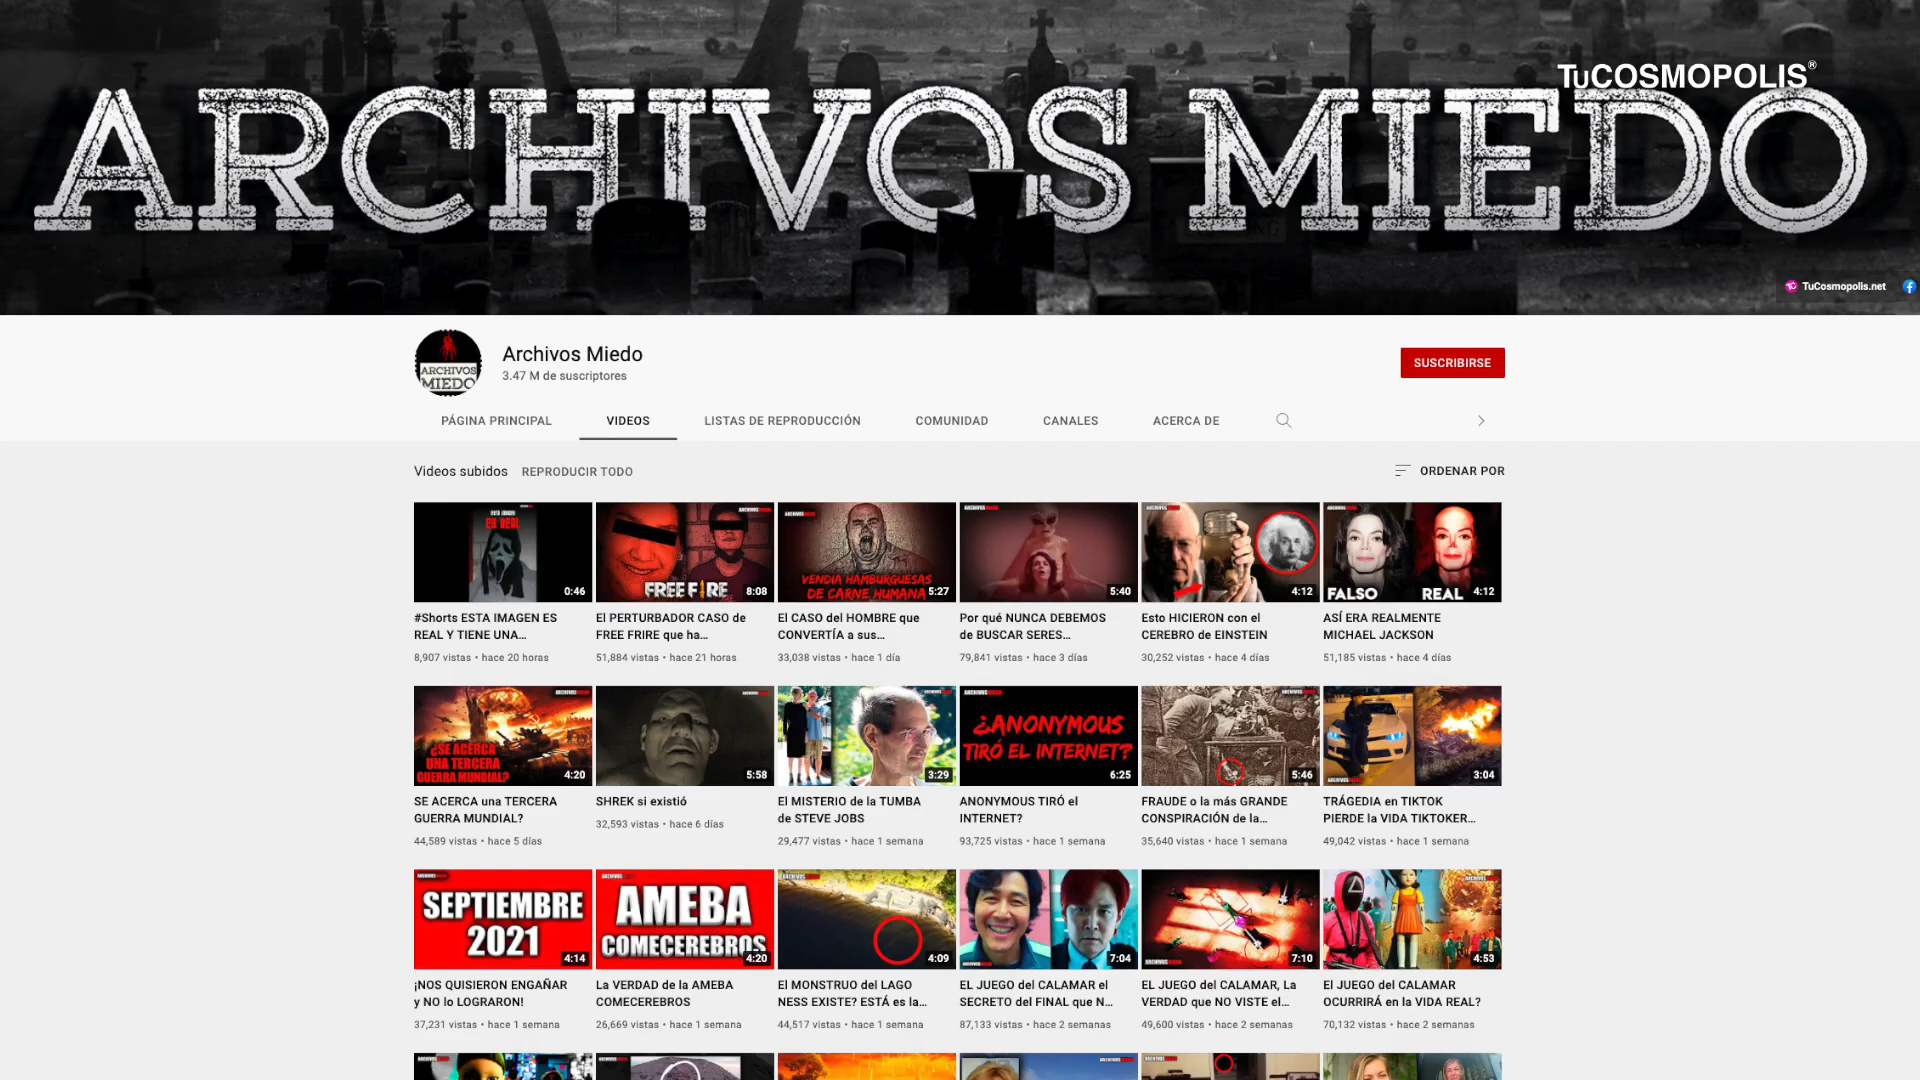 ARCHIVOS MIEDO
TuCOSMOPOLIS®
TuCosmopolis.net
ARCHIVOS
MIEDO
Archivos Miedo
3.47 M de suscriptores
SUSCRIBIRSE
PÁGINA PRINCIPAL
VIDEOS
LISTAS DE REPRODUCCIÓN
COMUNIDAD
CANALES
ACERCA DE
Videos subidos
REPRODUCIR TODO
ORDENAR POR
ESTA IMAGEN
ES REAL
0:46
FREE FIRE
8:08
VENDIA HAMBURGUESAS
DE CARNE HUMANA
5:27
5:40
4:12
FALSO
REAL
4:12
#Shorts ESTA IMAGEN ES
REAL Y TIENE UNA...
8,907 vistas • hace 20 horas
El PERTURBADOR CASO de
FREE FRIRE que ha...
51,884 vistas • hace 21 horas
El CASO del HOMBRE que
CONVERTÍA a sus...
33,038 vistas • hace 1 día
Por qué NUNCA DEBEMOS
de BUSCAR SERES...
79,841 vistas • hace 3 días
Esto HICIERON con el
CEREBRO de EINSTEIN
30,252 vistas • hace 4 días
ASÍ ERA REALMENTE
MICHAEL JACKSON
51,185 vistas • hace 4 días
¿SE ACERCA
UNA TERCERA
GUERRA MUNDIAL?
4:20
5:58
3:29
¿ANONYMOUS
TIRÓ EL INTERNET?
6:25
5:46
3:04
SE ACERCA una TERCERA
GUERRA MUNDIAL?
44,589 vistas • hace 5 días
SHREK si existió
32,593 vistas • hace 6 días
El MISTERIO de la TUMBA
de STEVE JOBS
29,477 vistas • hace 1 semana
ANONYMOUS TIRÓ el
INTERNET?
93,725 vistas • hace 1 semana
FRAUDE o la más GRANDE
CONSPIRACIÓN de la...
35,640 vistas • hace 1 semana
TRÁGEDIA en TIKTOK
PIERDE la VIDA TIKTOKER...
49,042 vistas • hace 1 semana
SEPTIEMBRE
2021
4:14
AMEBA
COMECEREBROS
4:20
4:09
7:04
7:10
4:53
¡NOS QUISIERON ENGAÑAR
y NO lo LOGRARON!
37,231 vistas • hace 1 semana
La VERDAD de la AMEBA
COMECEREBROS
26,669 vistas • hace 1 semana
El MONSTRUO del LAGO
NESS EXISTE? ESTÁ es la...
44,517 vistas • hace 1 semana
EL JUEGO del CALAMAR el
SECRETO del FINAL que N...
87,133 vistas • hace 2 semanas
EL JUEGO del CALAMAR, La
VERDAD que NO VISTE el...
49,600 vistas • hace 2 semanas
El JUEGO del CALAMAR
OCURRIRÁ en la VIDA REAL?
70,132 vistas • hace 2 semanas